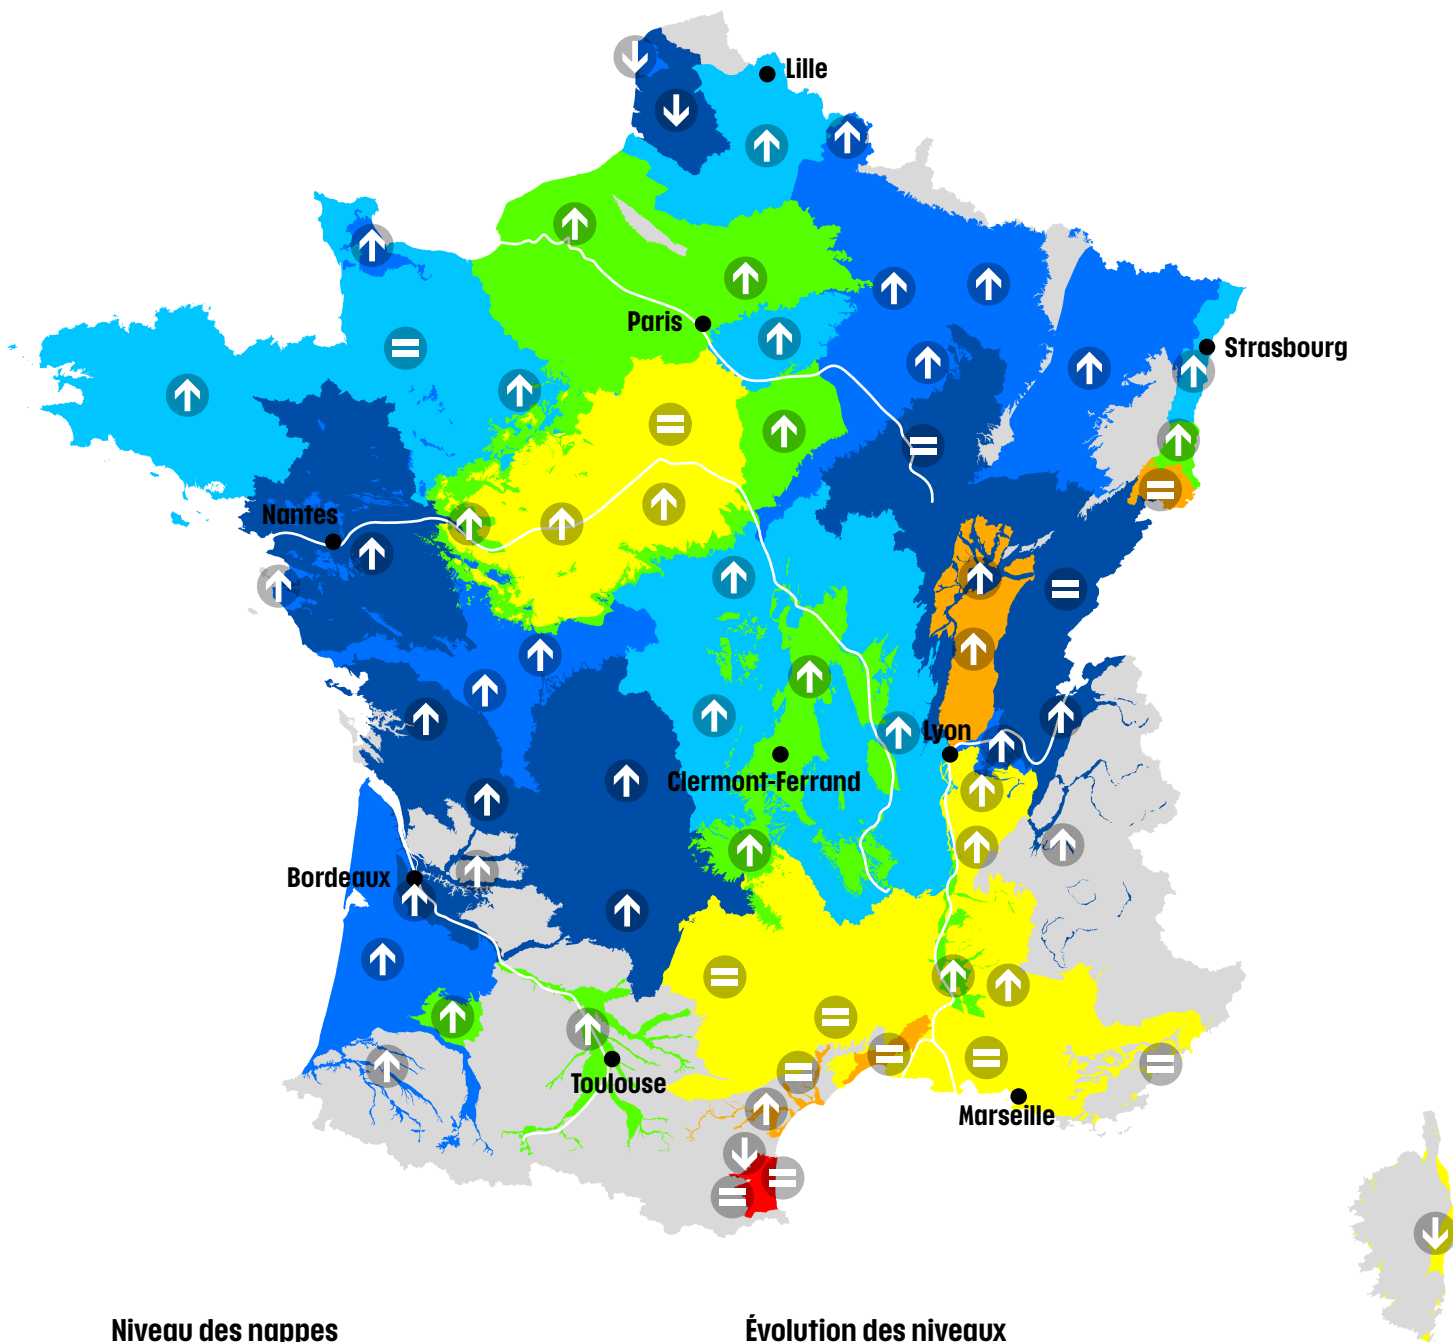 Lille
Paris
Strasbourg
Nantes
Lyon
Clermont-Ferrand
Bordeaux
Toulouse
Marseille
Niveau des nappes
Évolution des niveaux